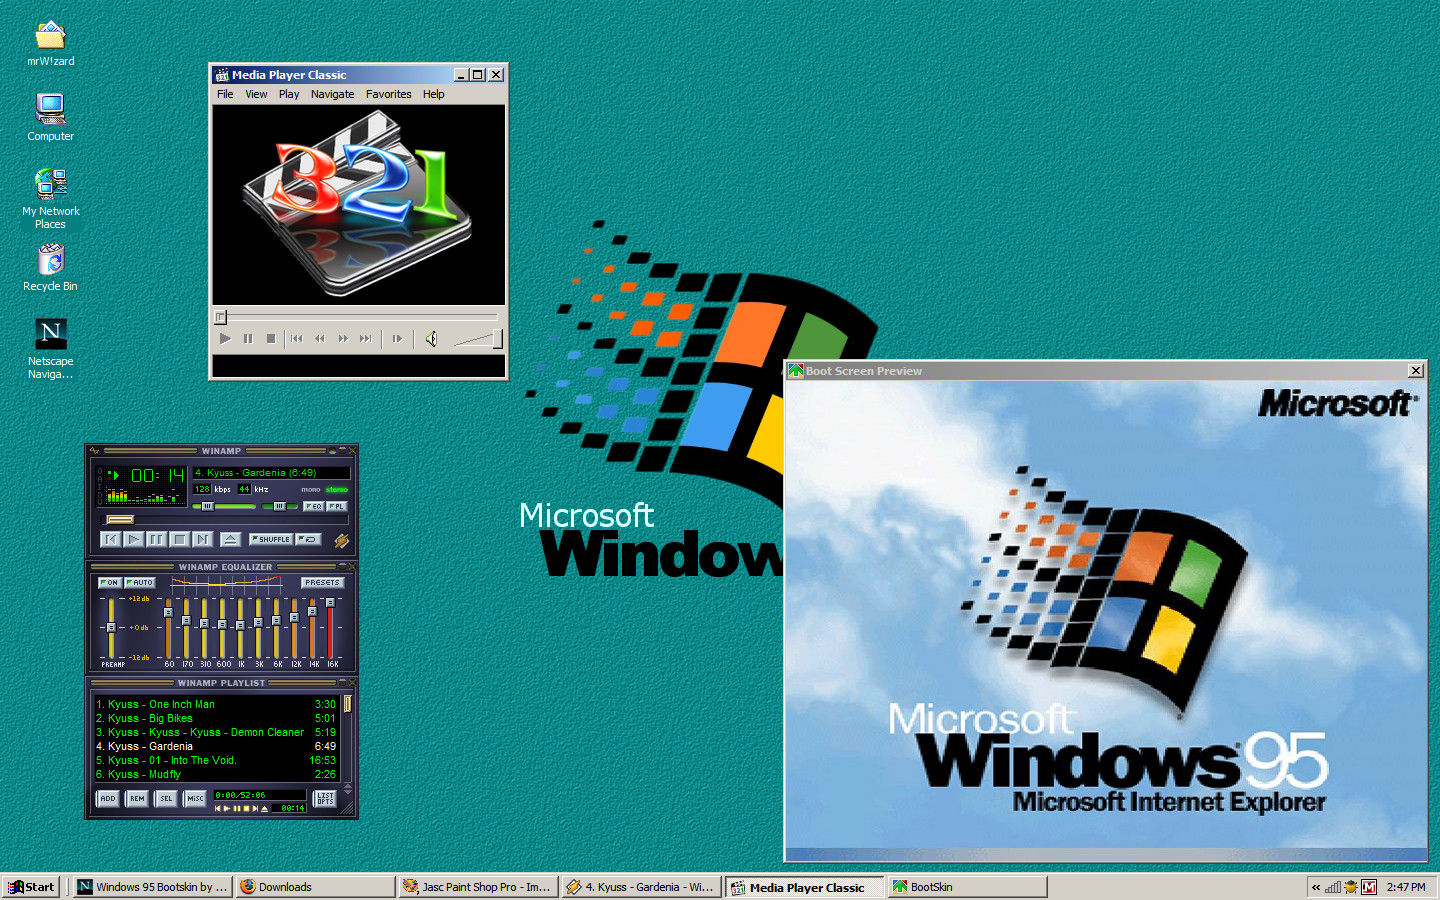 mrW!zard
Computer
My Network
Places
Recycle Bin
Netscape
Naviga...
Media Player Classic
File View Play Navigate Favorites Help
321
Microsoft
Window
WINAMP
00:14
4. Kyuss - Gardenia (6:49)
128 kbps 44 kHz mono stereo
EQ PL
SHUFFLE
WINAMP EQUALIZER
ON AUTO PRESETS
+12db
+0db
-12db
PREAMP 60 170 310 600 1K 3K 6K 12K 14K 16K
WINAMP PLAYLIST
1. Kyuss - One Inch Man 3:30
2. Kyuss - Big Bikes 5:01
3. Kyuss - Kyuss - Kyuss - Demon Cleaner 5:19
4. Kyuss - Gardenia 6:49
5. Kyuss - 01 - Into The Void. 16:53
6. Kyuss - Mudfly 2:26
ADD REM SEL MISC
0:00/52:06
00:14
LIST
OPTS
Boot Screen Preview
Microsoft
Microsoft
Windows 95
Microsoft Internet Explorer
Start
N Windows 95 Bootskin by ...
Downloads
Jasc Paint Shop Pro - Im...
4. Kyuss - Gardenia - Wi...
Media Player Classic
BootSkin
« M 2:47 PM